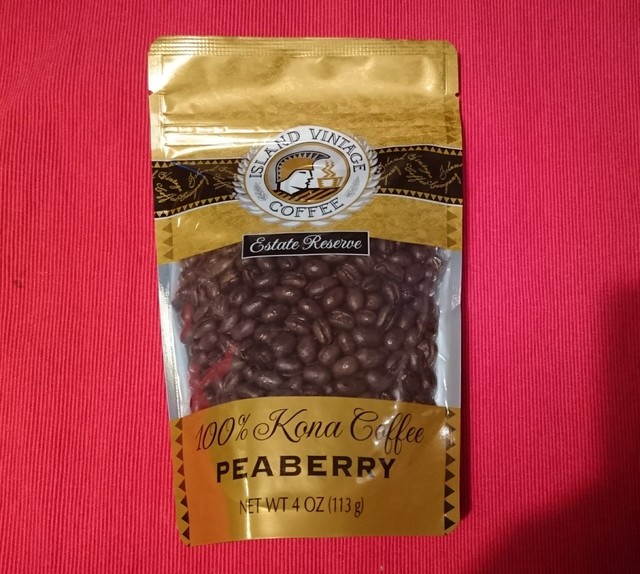 ISLAND VINTAGE
COFFEE
Estate Reserve
100% Kona Coffee
PEABERRY
NET WT 4 OZ (113 g)